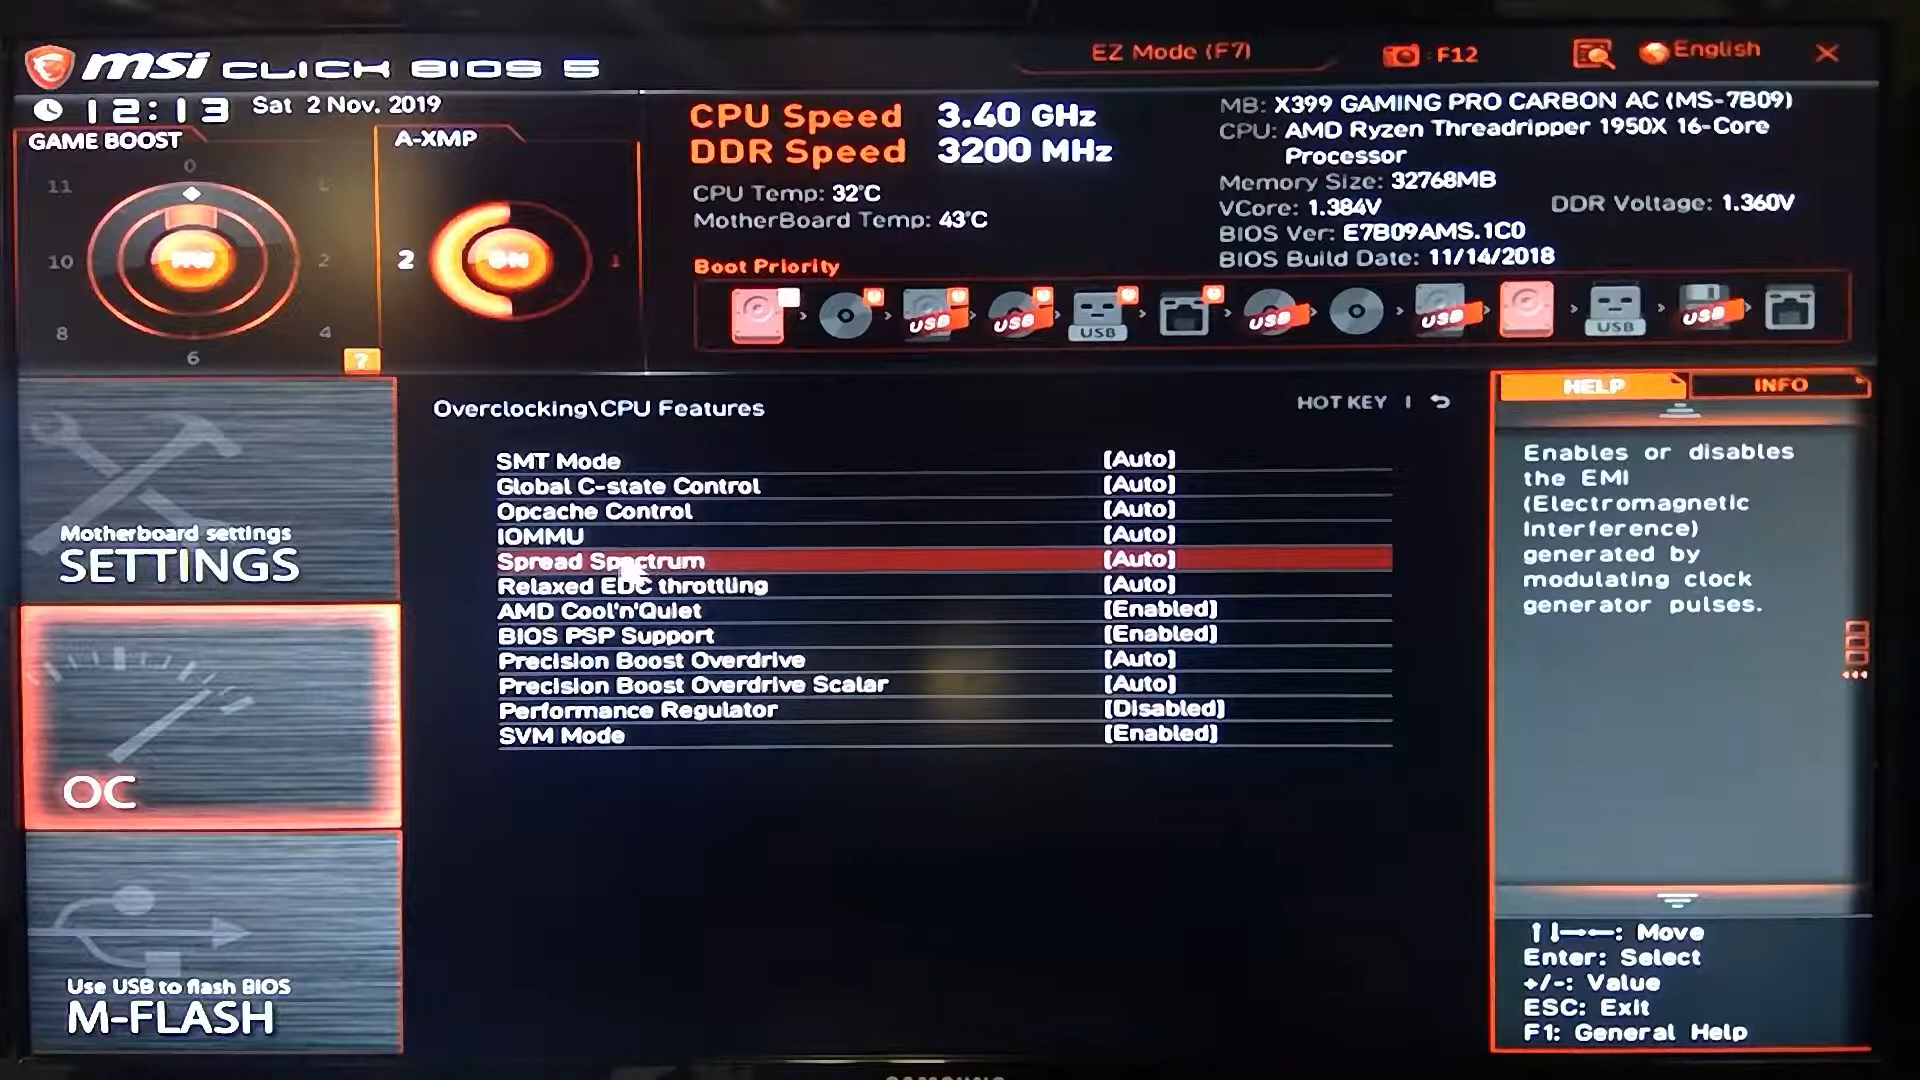 msi CLICK BIOS 5
EZ Mode (F7)
: F12
English
X
12:13 Sat 2 Nov. 2019
GAME BOOST
0
11
10
2
8
4
6
?
A-XMP
2
1
CPU Speed 3.40 GHz
DDR Speed 3200 MHz
CPU Temp: 32°C
MotherBoard Temp: 43°C
MB: X399 GAMING PRO CARBON AC (MS-7B09)
CPU: AMD Ryzen Threadripper 1950X 16-Core
Processor
Memory Size: 32768MB
VCore: 1.384V
DDR Voltage: 1.360V
BIOS Ver: E7B09AMS.1C0
BIOS Build Date: 11/14/2018
Boot Priority
USB
USB
USB
USB
USB
USB
USB
Motherboard settings
SETTINGS
OC
Use USB to flash BIOS
M-FLASH
Overclocking\CPU Features
HOT KEY |
SMT Mode [Auto]
Global C-state Control [Auto]
Opcache Control [Auto]
IOMMU [Auto]
Spread Spectrum [Auto]
Relaxed EDC throttling [Auto]
AMD Cool'n'Quiet [Enabled]
BIOS PSP Support [Enabled]
Precision Boost Overdrive [Auto]
Precision Boost Overdrive Scalar [Auto]
Performance Regulator [Disabled]
SVM Mode [Enabled]
HELP
INFO
Enables or disables
the EMI
(Electromagnetic
Interference)
generated by
modulating clock
generator pulses.
↑↓→←: Move
Enter: Select
+/-: Value
ESC: Exit
F1: General Help